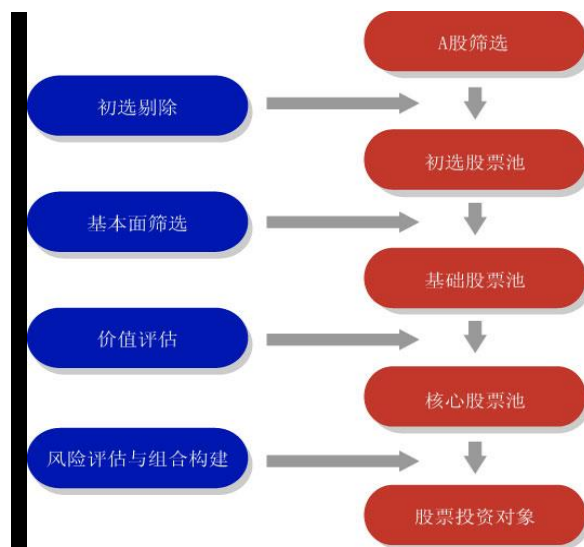 A股筛选
初选剔除
初选股票池
基本面筛选
基础股票池
价值评估
核心股票池
风险评估与组合构建
股票投资对象